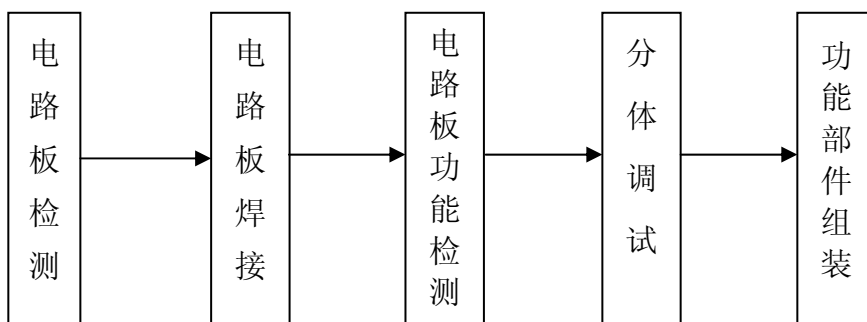 电路板检测
电路板焊接
电路板功能检测
分体调试
功能部件组装